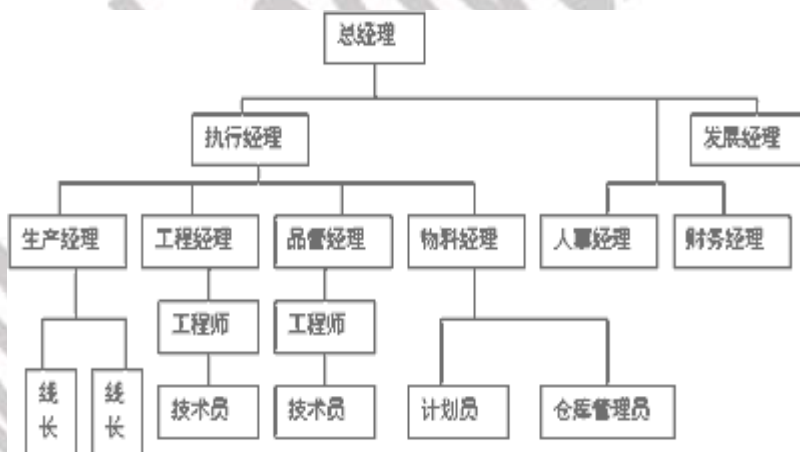 总经理
执行经理
发展经理
生产经理
工程经理
品管经理
物料经理
人事经理
财务经理
工程师
工程师
线长
线长
技术员
技术员
计划员
仓库管理员